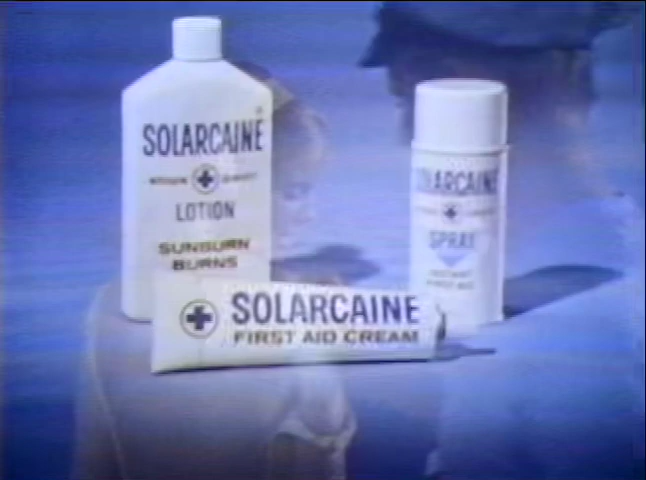 SOLARCAINE
LOTION
SUNBURN
BURNS
SOLARCAINE
SPRAY
SOLARCAINE
FIRST AID CREAM